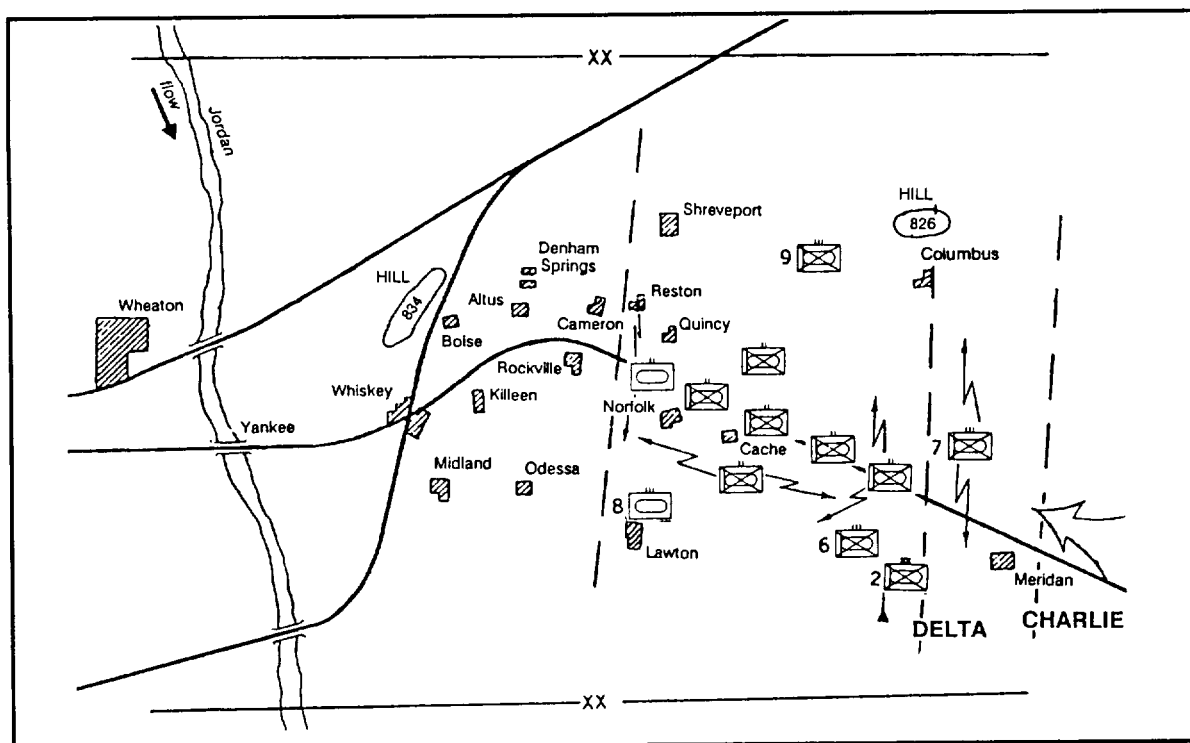 XX
flow
Jordan
HILL
826
Shreveport
9
Columbus
Denham
Springs
HILL
834
Reston
Altus
Wheaton
Cameron
Quincy
Boise
Rockville
Whiskey
Killeen
Norfolk
Yankee
Cache
7
Midland
Odessa
8
Lawton
6
2
Meridan
DELTA
CHARLIE
XX